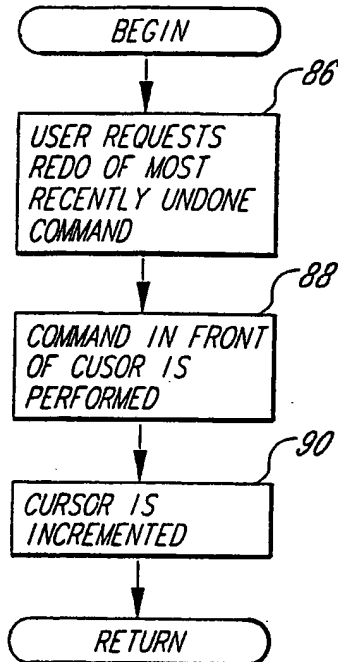 BEGIN
86
USER REQUESTS
REDO OF MOST
RECENTLY UNDONE
COMMAND
88
COMMAND IN FRONT
OF CUSOR IS
PERFORMED
90
CURSOR IS
INCREMENTED
RETURN